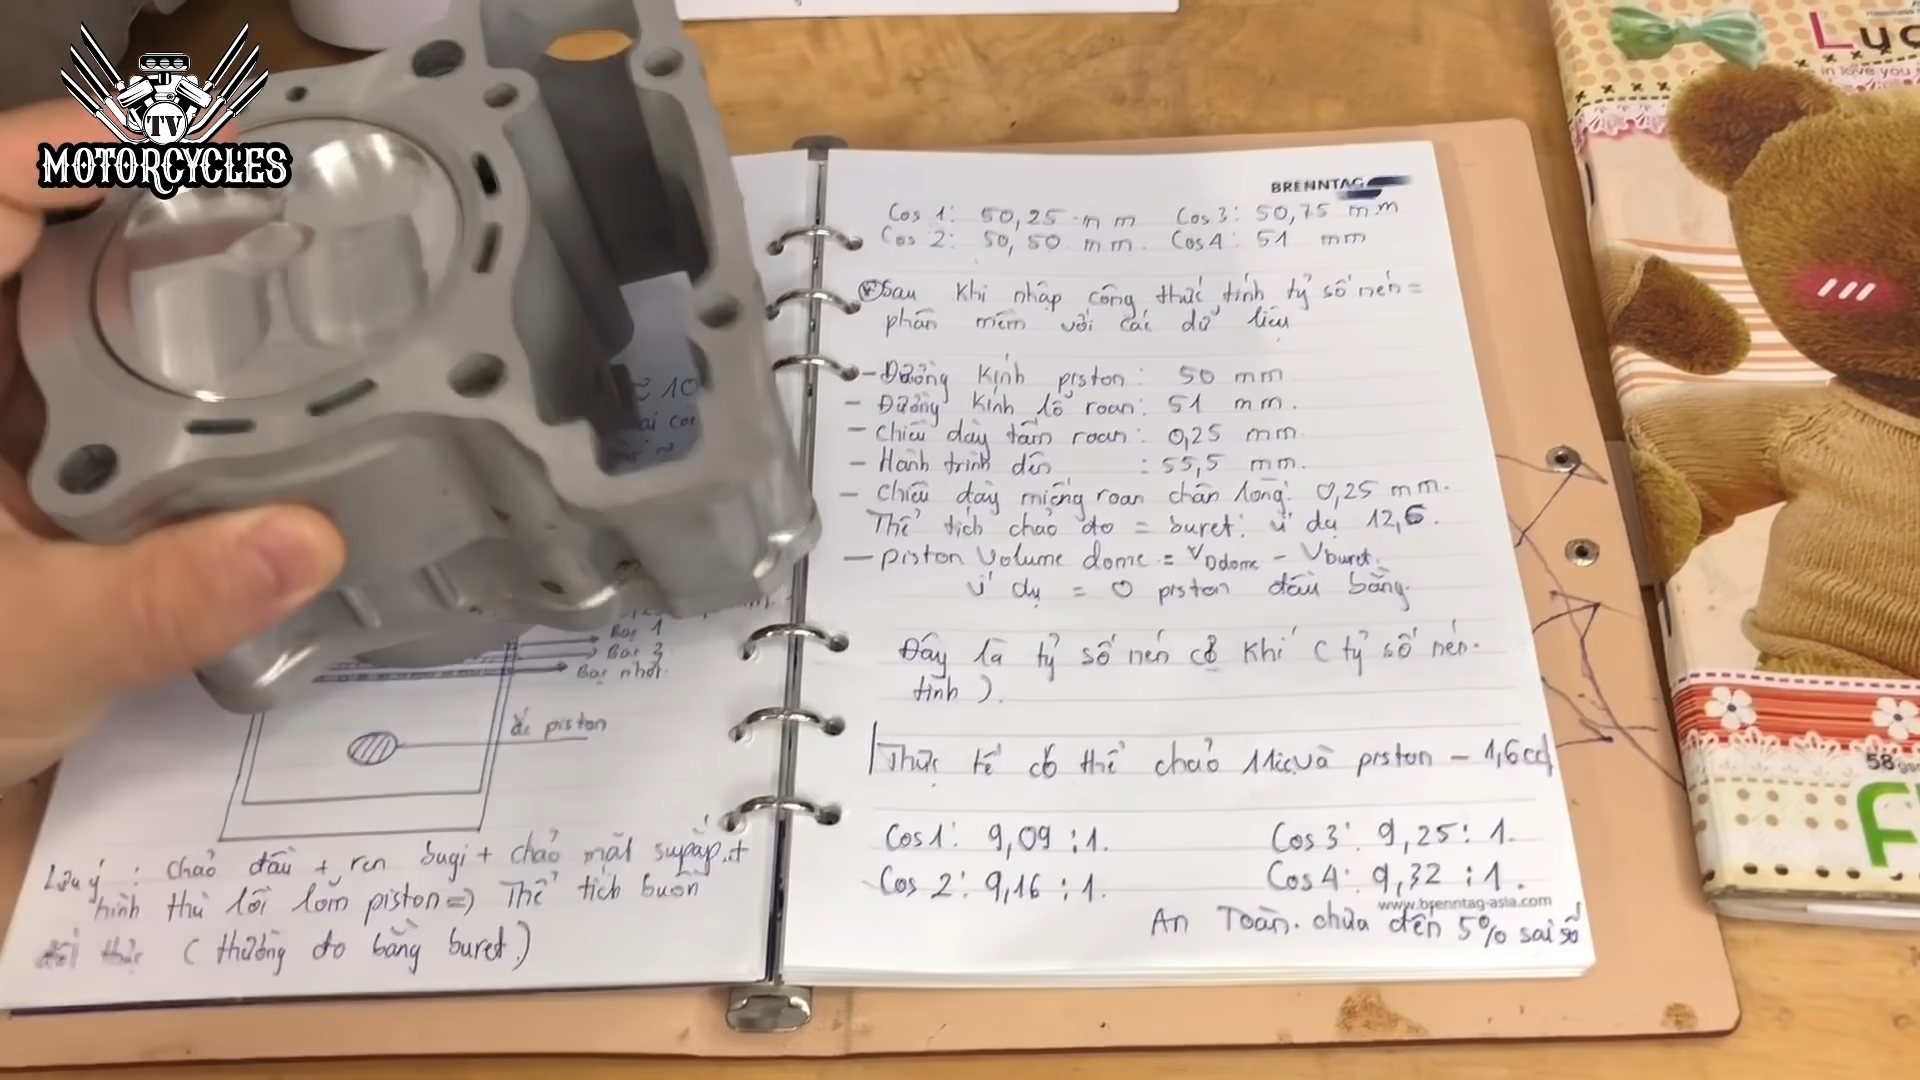 TV
MOTORCYCLES
BRENNTAG
Cos 1: 50,25 mm Cos 3: 50,75 mm
Cos 2: 50,50 mm. Cos 4: 51 mm
Sau khi nhập công thức tính tỷ số nén =
phần mềm với các dữ liệu
- Đường kính piston: 50 mm
- Đường kính lỗ roan: 51 mm.
- Chiều dày tấm roan: 0,25 mm.
- Hành trình dên : 55,5 mm.
- Chiều dày miếng roan chân lòng: 0,25 mm.
Thể tích chảo đo = buret: ví dụ 12,6.
- piston Volume dome = VDdome - Vburet.
ví dụ = 0 piston đầu bằng.
Đây là tỷ số nén cơ khí (tỷ số nén
tĩnh).
Thực tế có thể chảo 11cc và piston - 1,6cc
Cos 1: 9,09 : 1. Cos 3: 9,25 : 1.
Cos 2: 9,16 : 1. Cos 4: 9,32 : 1.
www.brenntag-asia.com
An Toàn. chưa đến 5% sai số
≈ 10
Bạc 1
Bạc 2
Bạc nhớt
ắc piston
Lưu ý : chảo đầu + ren bugi + chảo mặt supap +
hình thù lồi lõm piston => Thể tích buồn
đốt thực (thường đo bằng buret)
in love you
58